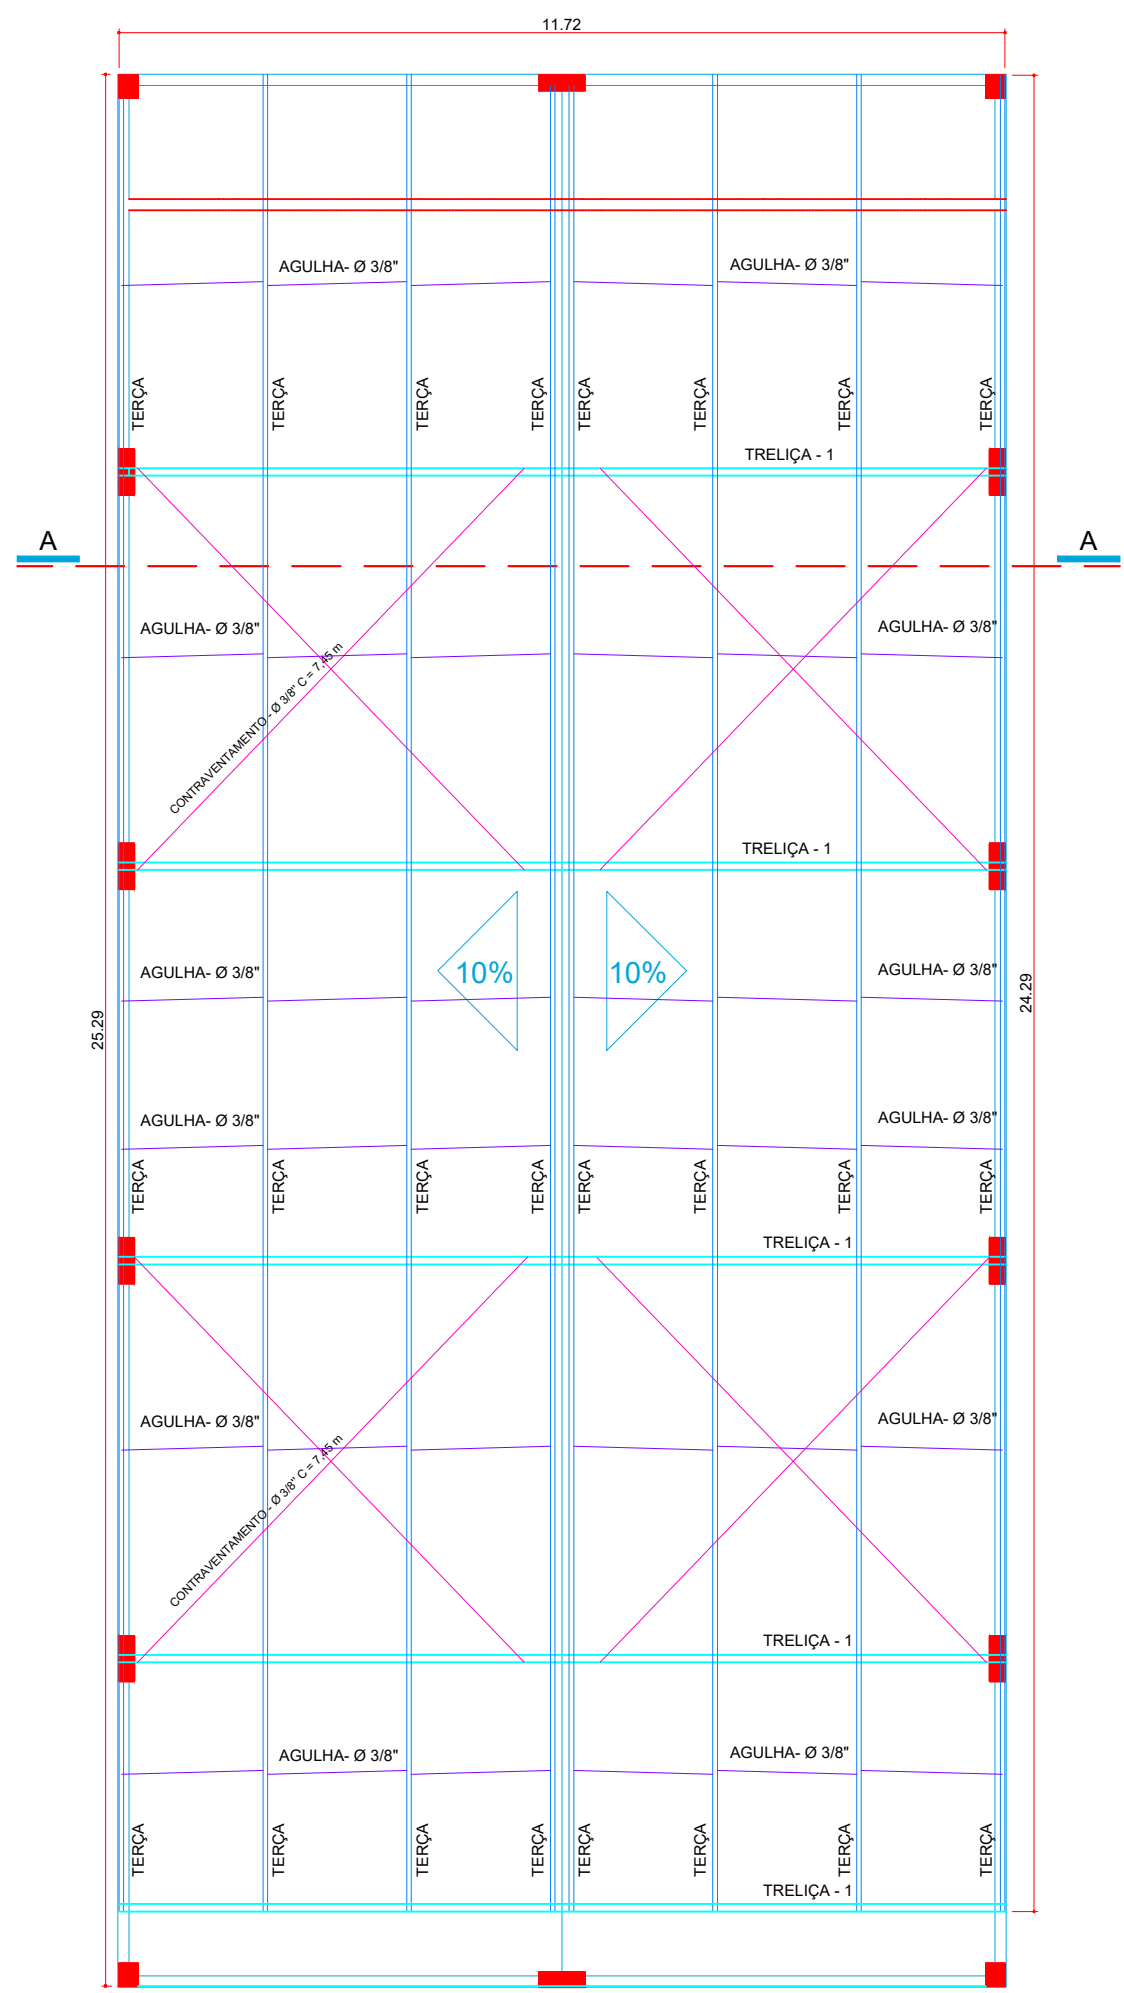 11.72
AGULHA- Ø 3/8"
AGULHA- Ø 3/8"
TERÇA
TERÇA
TERÇA
TERÇA
TERÇA
TERÇA
TERÇA
TERÇA
TRELIÇA - 1
A
A
AGULHA- Ø 3/8"
AGULHA- Ø 3/8"
CONTRAVENTAMENTO - Ø 3/8" C = 7,45 m
TRELIÇA - 1
10%
10%
AGULHA- Ø 3/8"
AGULHA- Ø 3/8"
25.29
24.29
AGULHA- Ø 3/8"
AGULHA- Ø 3/8"
TERÇA
TERÇA
TERÇA
TERÇA
TERÇA
TERÇA
TERÇA
TERÇA
TRELIÇA - 1
AGULHA- Ø 3/8"
AGULHA- Ø 3/8"
CONTRAVENTAMENTO - Ø 3/8" C = 7,45 m
TRELIÇA - 1
AGULHA- Ø 3/8"
AGULHA- Ø 3/8"
TERÇA
TERÇA
TERÇA
TERÇA
TERÇA
TERÇA
TERÇA
TERÇA
TRELIÇA - 1